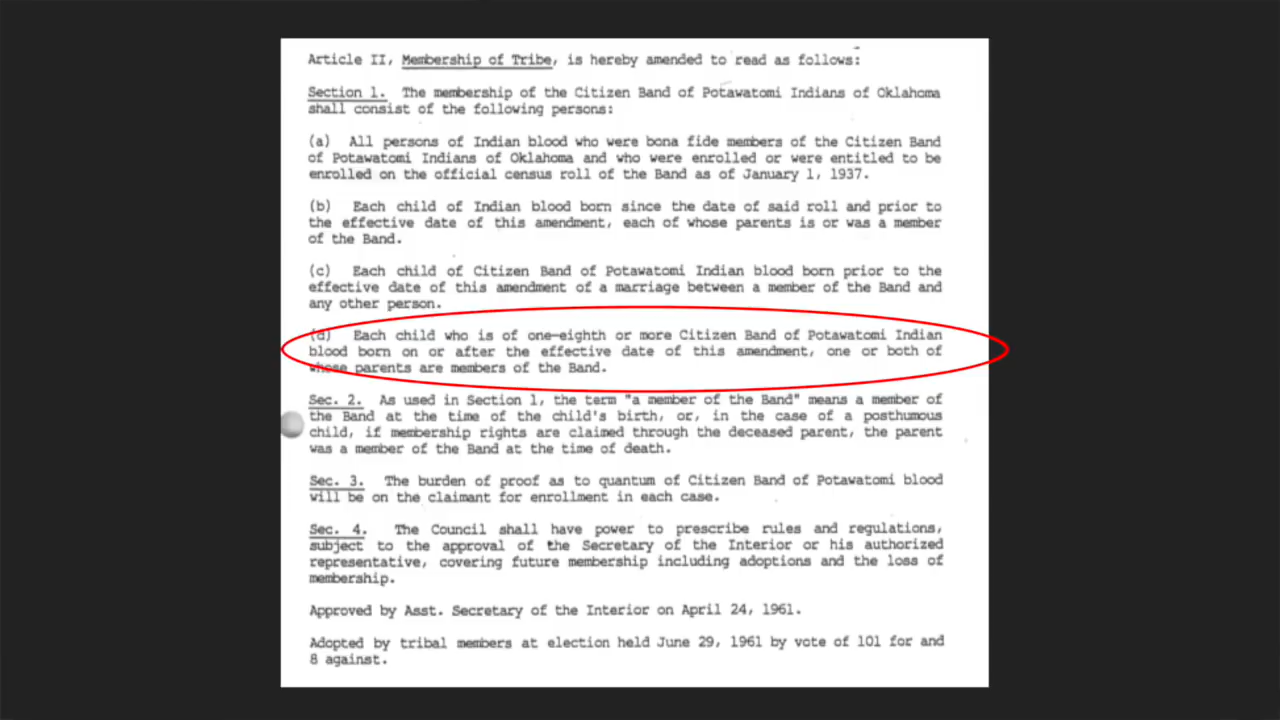 Article II, Membership of Tribe, is hereby amended to read as follows:
Section 1. The membership of the Citizen Band of Potawatomi Indians of Oklahoma
shall consist of the following persons:
(a) All persons of Indian blood who were bona fide members of the Citizen Band
of Potawatomi Indians of Oklahoma and who were enrolled or were entitled to be
enrolled on the official census roll of the Band as of January 1, 1937.
(b) Each child of Indian blood born since the date of said roll and prior to
the effective date of this amendment, each of whose parents is or was a member
of the Band.
(c) Each child of Citizen Band of Potawatomi Indian blood born prior to the
effective date of this amendment of a marriage between a member of the Band and
any other person.
(d) Each child who is of one-eighth or more Citizen Band of Potawatomi Indian
blood born on or after the effective date of this amendment, one or both of
whose parents are members of the Band.
Sec. 2. As used in Section 1, the term "a member of the Band" means a member of
the Band at the time of the child's birth, or, in the case of a posthumous
child, if membership rights are claimed through the deceased parent, the parent
was a member of the Band at the time of death.
Sec. 3. The burden of proof as to quantum of Citizen Band of Potawatomi blood
will be on the claimant for enrollment in each case.
Sec. 4. The Council shall have power to prescribe rules and regulations,
subject to the approval of the Secretary of the Interior or his authorized
representative, covering future membership including adoptions and the loss of
membership.
Approved by Asst. Secretary of the Interior on April 24, 1961.
Adopted by tribal members at election held June 29, 1961 by vote of 101 for and
8 against.